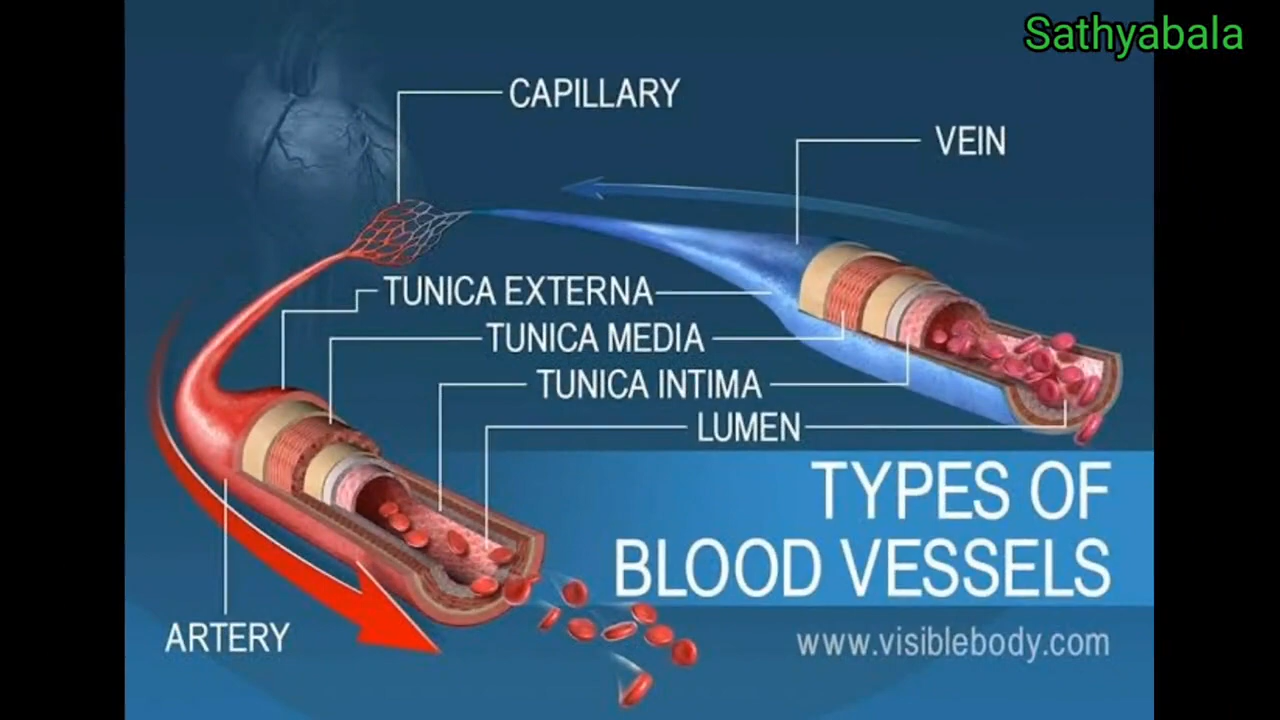 Sathyabala
CAPILLARY
VEIN
TUNICA EXTERNA
TUNICA MEDIA
TUNICA INTIMA
LUMEN
TYPES OF
BLOOD VESSELS
ARTERY
www.visiblebody.com